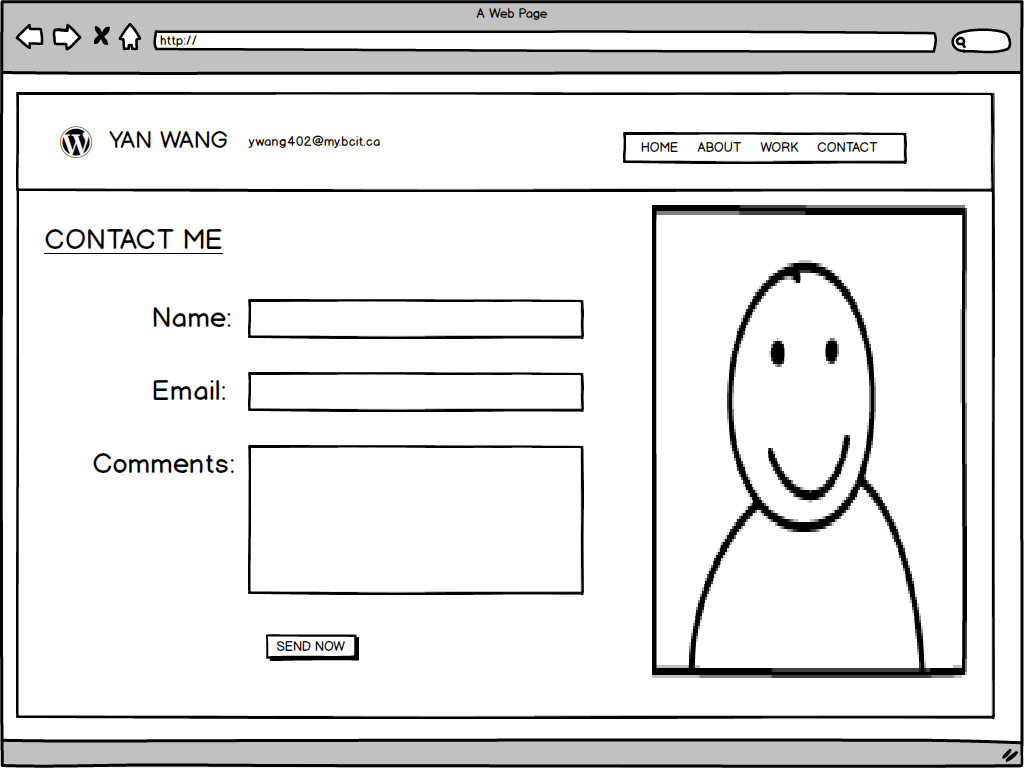 A Web Page
http://
YAN WANG ywang402@my.bcit.ca
HOME ABOUT WORK CONTACT
CONTACT ME
Name:
Email:
Comments:
SEND NOW